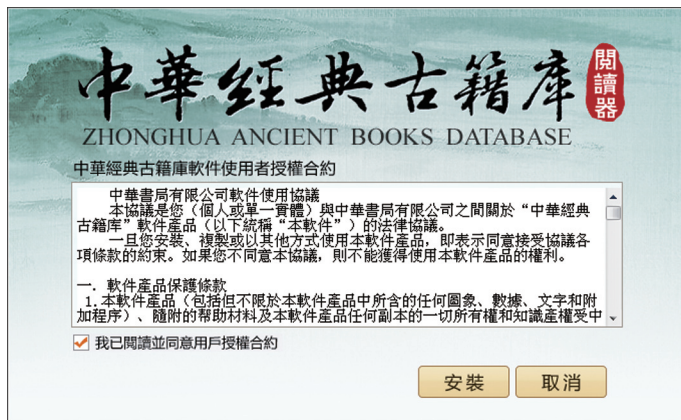 中華經典古籍庫
閱讀器
ZHONGHUA ANCIENT BOOKS DATABASE
中華經典古籍庫軟件使用者授權合約
中華書局有限公司軟件使用協議
本協議是您（個人或單一實體）與中華書局有限公司之間關於“中華經典
古籍庫”軟件產品（以下統稱“本軟件”）的法律協議。
一旦您安裝、複製或以其他方式使用本軟件產品，即表示同意接受協議各
項條款的約束。如果您不同意本協議，則不能獲得使用本軟件產品的權利。
一．軟件產品保護條款
1.本軟件產品（包括但不限於本軟件產品中所含的任何圖象、數據、文字和附
加程序）、隨附的帮助材料及本軟件產品任何副本的一切所有權和知識產權受中
我已閱讀並同意用戶授權合約
安裝
取消